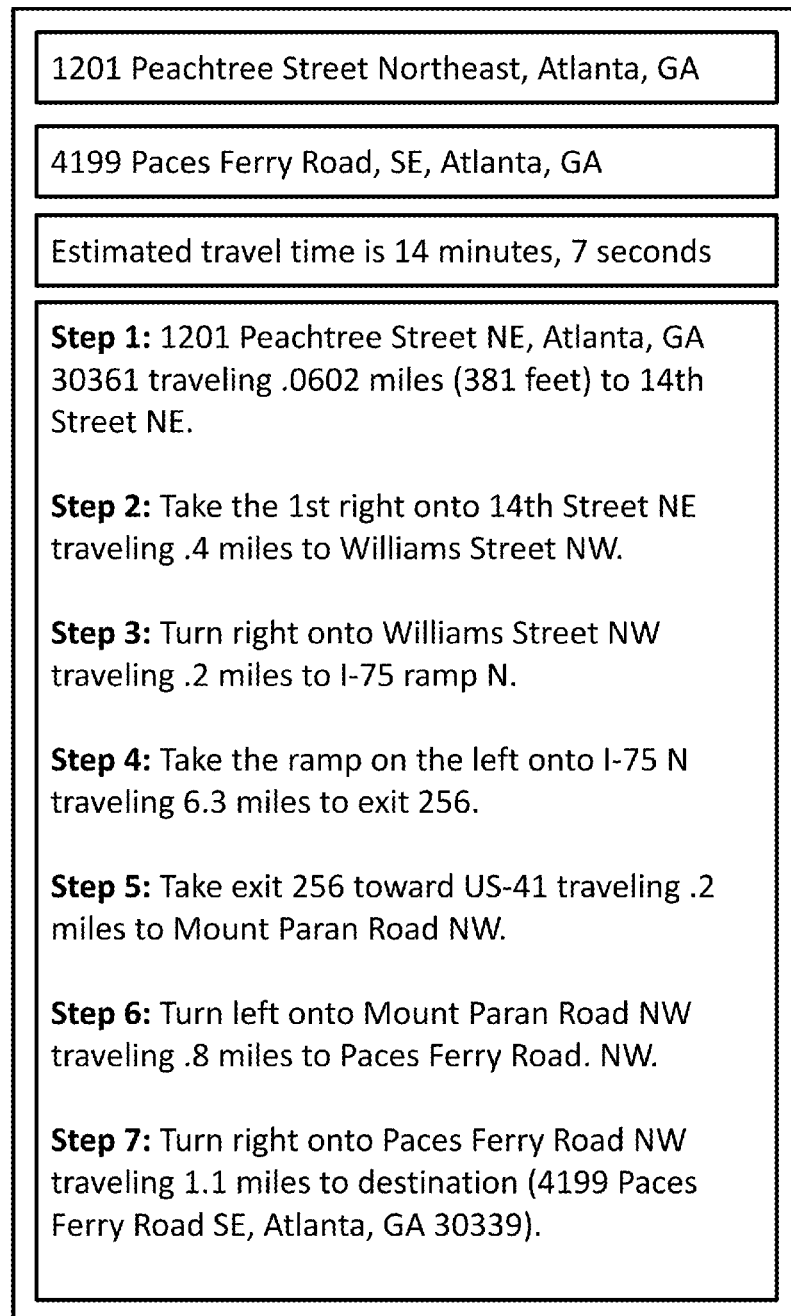 1201 Peachtree Street Northeast, Atlanta, GA
4199 Paces Ferry Road, SE, Atlanta, GA
Estimated travel time is 14 minutes, 7 seconds
Step 1: 1201 Peachtree Street NE, Atlanta, GA
30361 traveling .0602 miles (381 feet) to 14th
Street NE.
Step 2: Take the 1st right onto 14th Street NE
traveling .4 miles to Williams Street NW.
Step 3: Turn right onto Williams Street NW
traveling .2 miles to I-75 ramp N.
Step 4: Take the ramp on the left onto I-75 N
traveling 6.3 miles to exit 256.
Step 5: Take exit 256 toward US-41 traveling .2
miles to Mount Paran Road NW.
Step 6: Turn left onto Mount Paran Road NW
traveling .8 miles to Paces Ferry Road. NW.
Step 7: Turn right onto Paces Ferry Road NW
traveling 1.1 miles to destination (4199 Paces
Ferry Road SE, Atlanta, GA 30339).